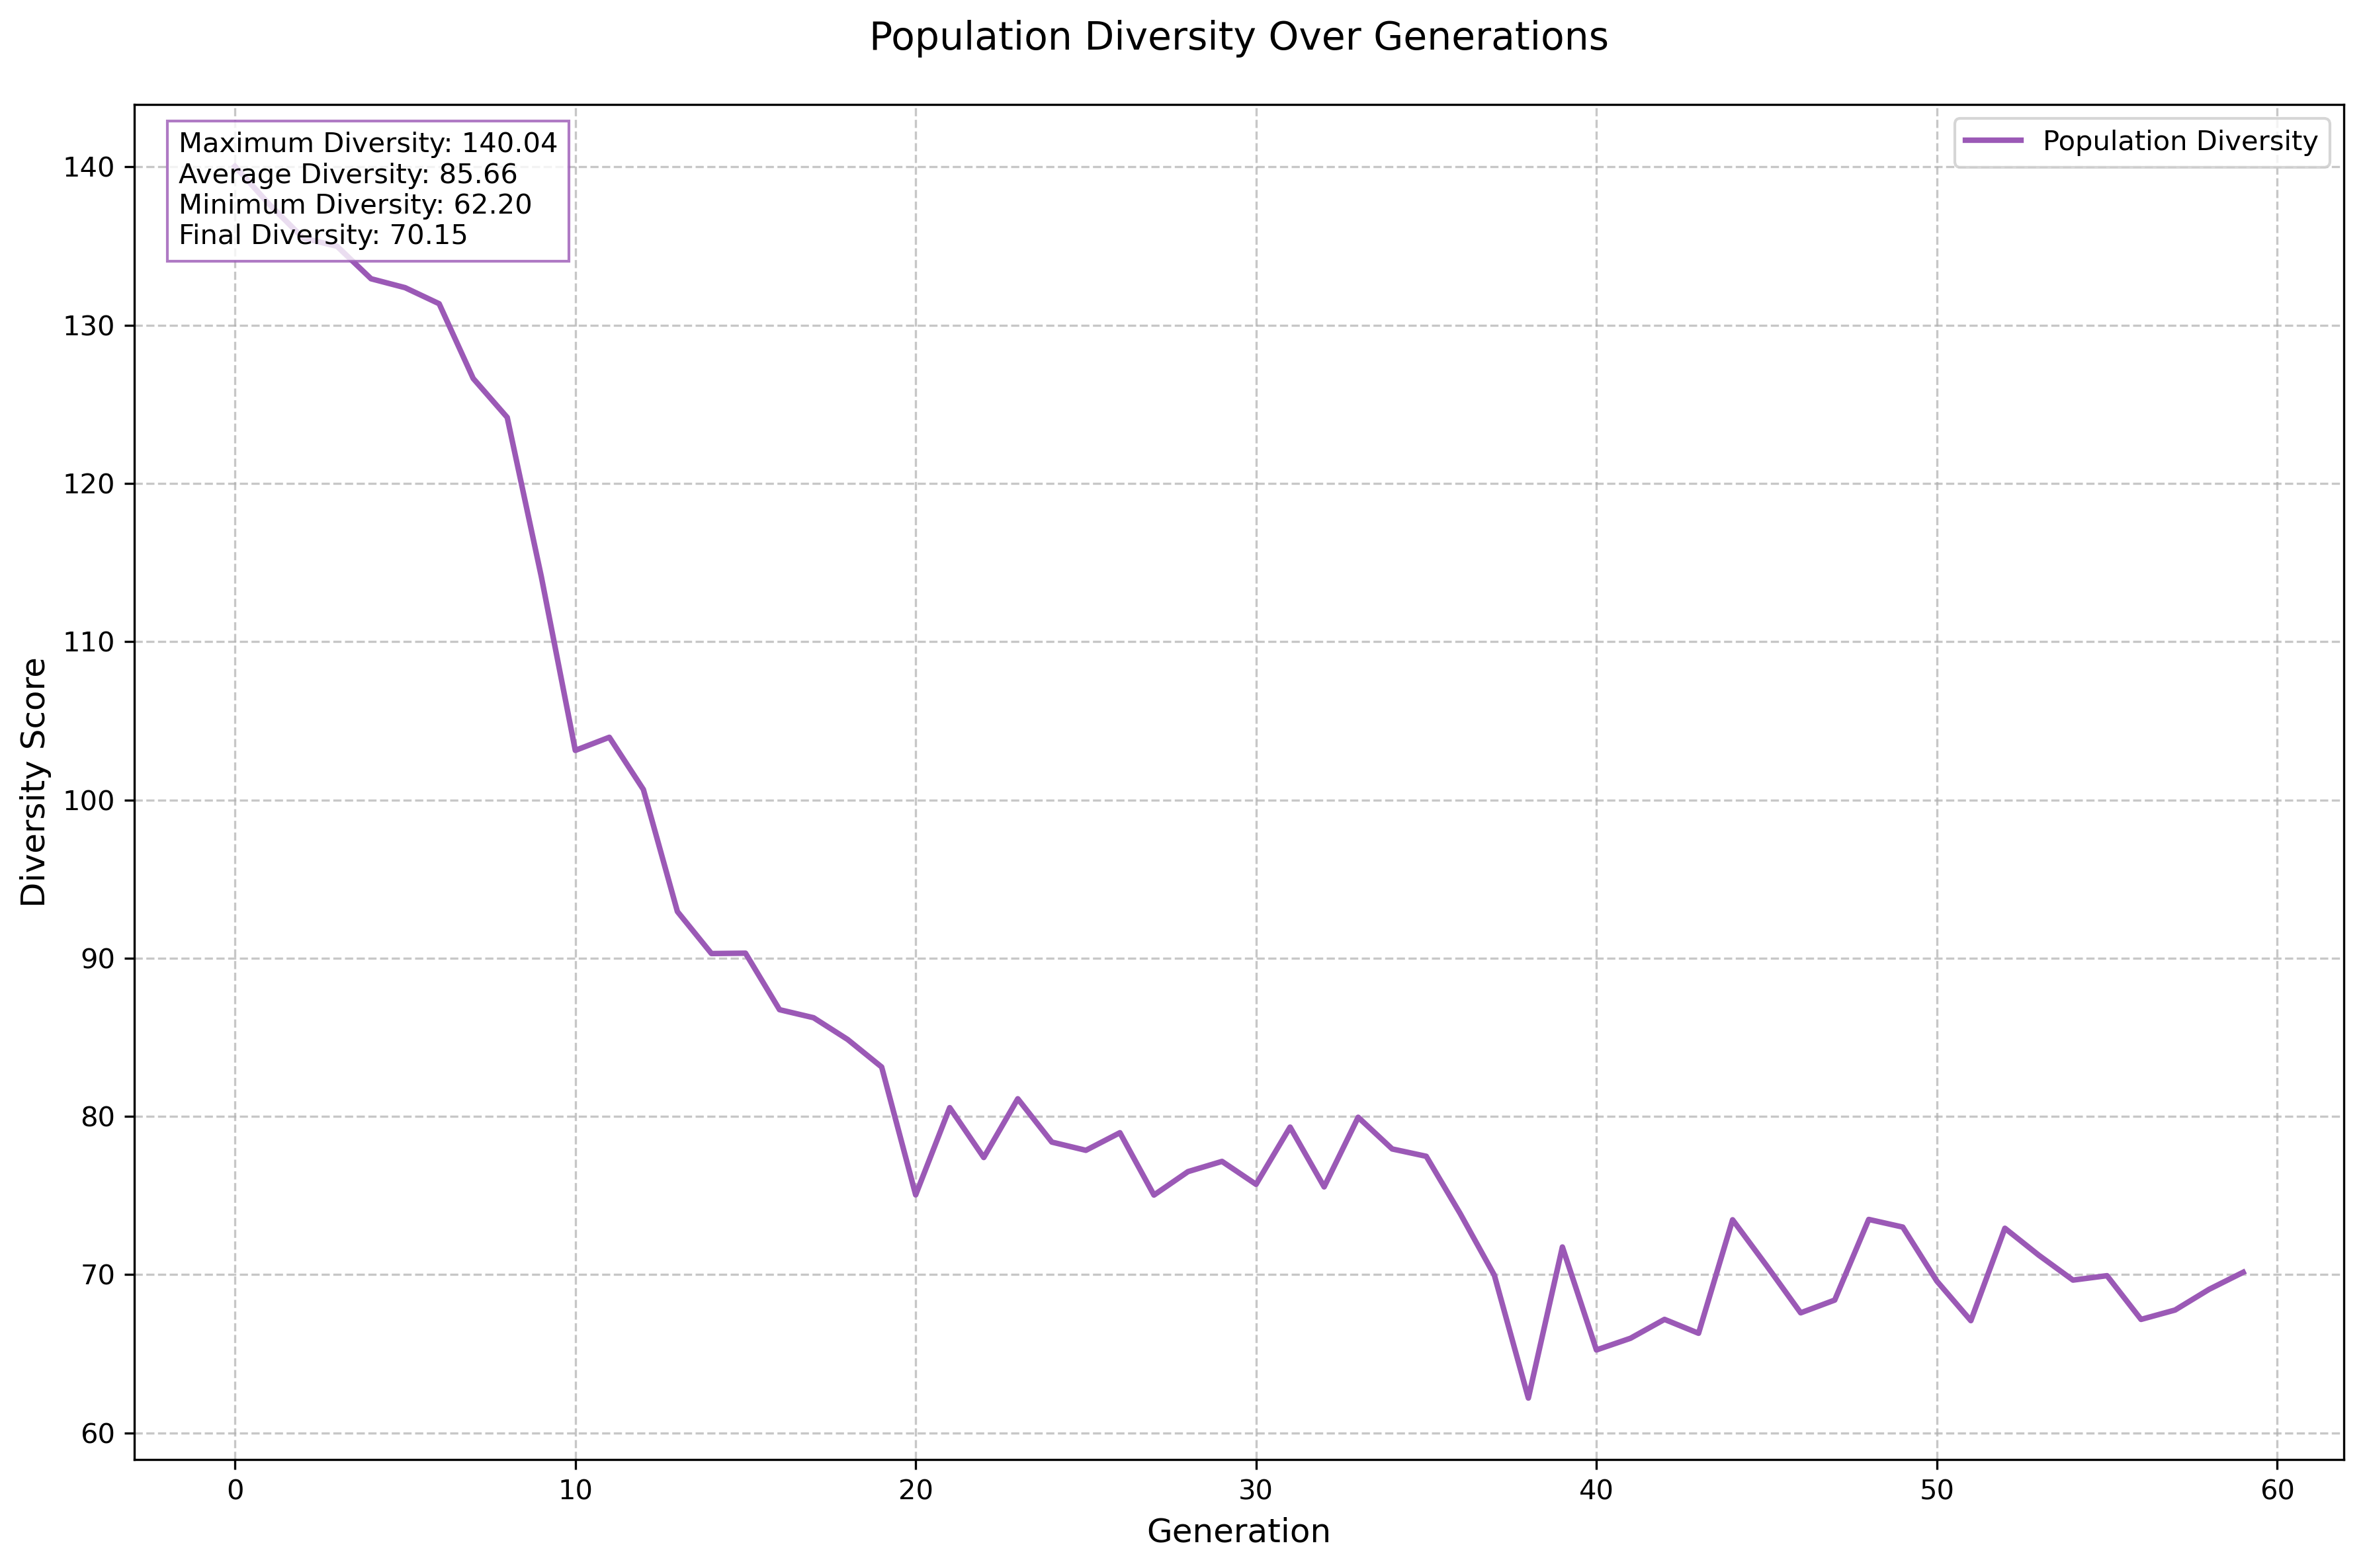 Population Diversity Over Generations
Maximum Diversity: 140.04
Average Diversity: 85.66
Minimum Diversity: 62.20
Final Diversity: 70.15
Population Diversity
140
130
120
110
100
90
80
70
60
Diversity Score
0 10 20 30 40 50 60
Generation